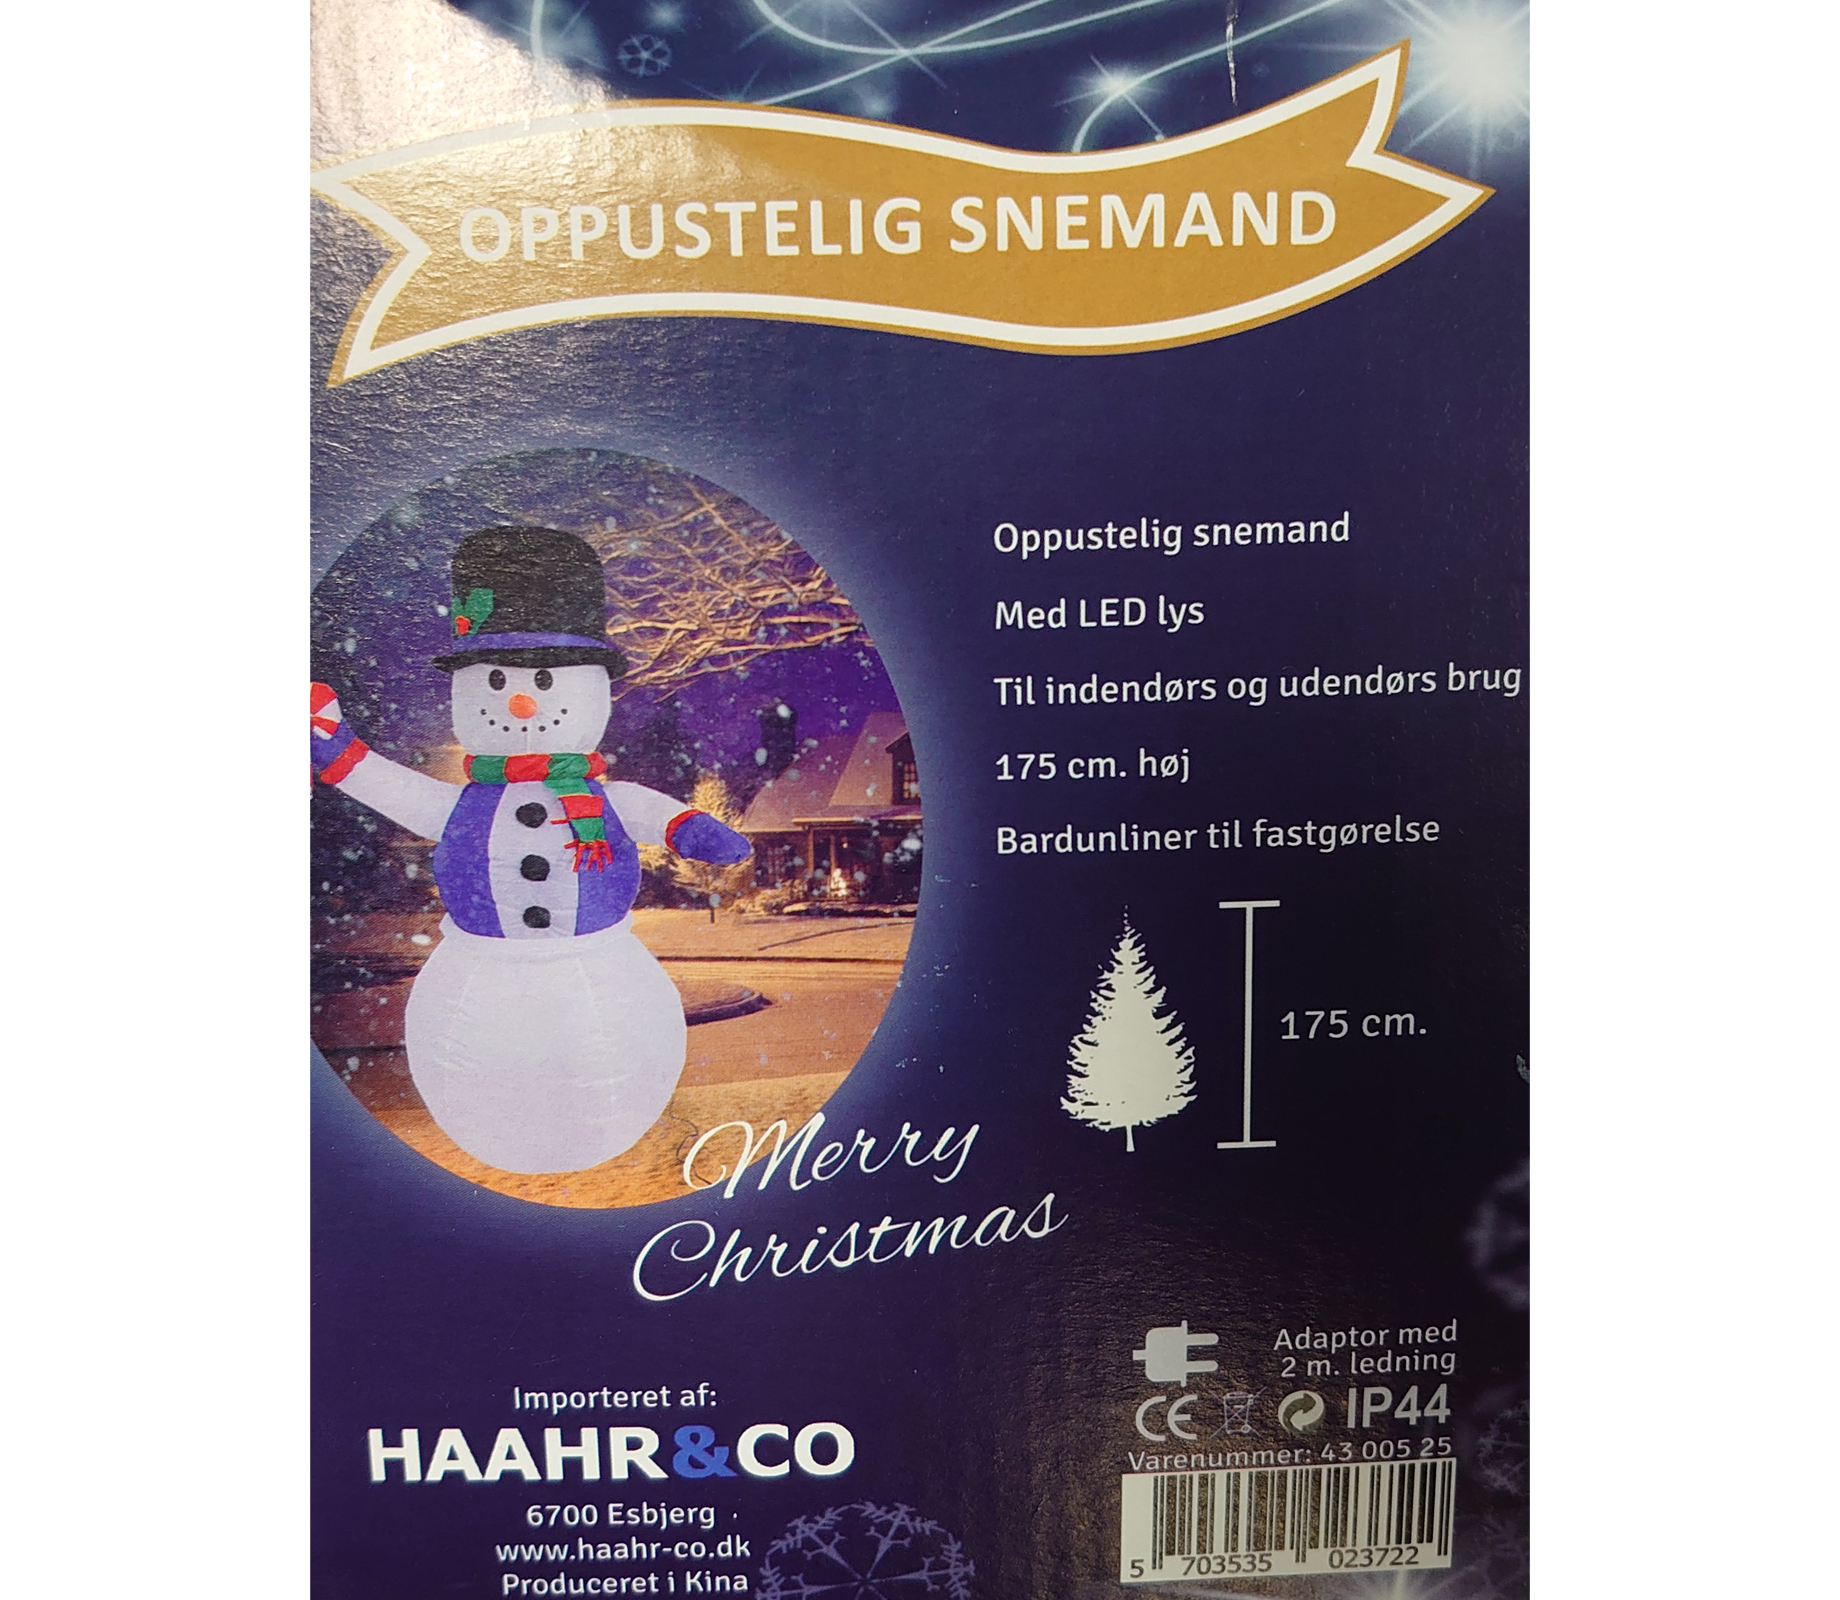 OPPUSTELIG SNEMAND
Oppustelig snemand
Med LED lys
Til indendørs og udendørs brug
175 cm. høj
Bardunliner til fastgørelse
175 cm.
Merry
Christmas
Importeret af:
HAAHR&CO
6700 Esbjerg
www.haahr-co.dk
Produceret i Kina
Adaptor med
2 m. ledning
CE IP44
Varenummer: 43 005 25
5 703535 023722